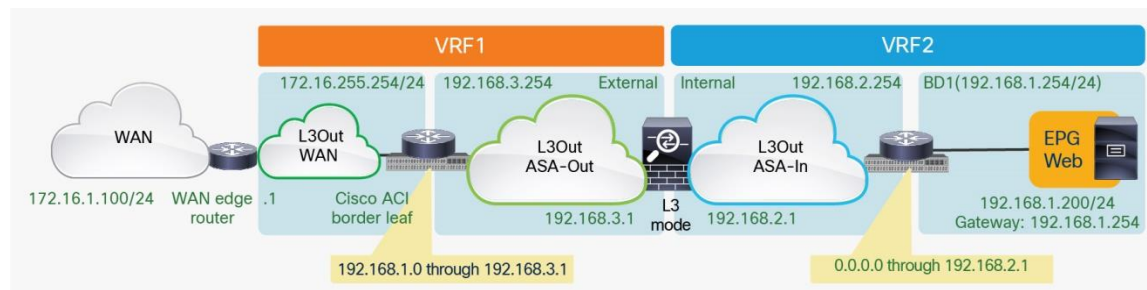 VRF1
VRF2
172.16.255.254/24
192.168.3.254
External
Internal
192.168.2.254
BD1(192.168.1.254/24)
WAN
L3Out
WAN
L3Out
ASA-Out
L3Out
ASA-In
EPG
Web
172.16.1.100/24
WAN edge
router
.1
Cisco ACI
border leaf
192.168.3.1
L3
mode
192.168.2.1
192.168.1.200/24
Gateway: 192.168.1.254
192.168.1.0 through 192.168.3.1
0.0.0.0 through 192.168.2.1